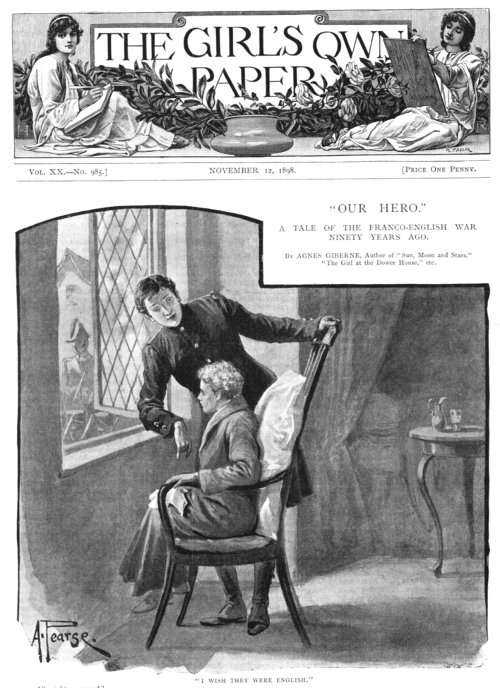 THE GIRL'S OWN
PAPER
Vol. XX.—No. 985.]
NOVEMBER 12, 1898.
[Price One Penny.
"OUR HERO."
A TALE OF THE FRANCO-ENGLISH WAR
NINETY YEARS AGO.
By AGNES GIBERNE, Author of "Sun, Moon and Stars,"
"The Girl at the Dower House," etc.
A. Pearse.
"I WISH THEY WERE ENGLISH."